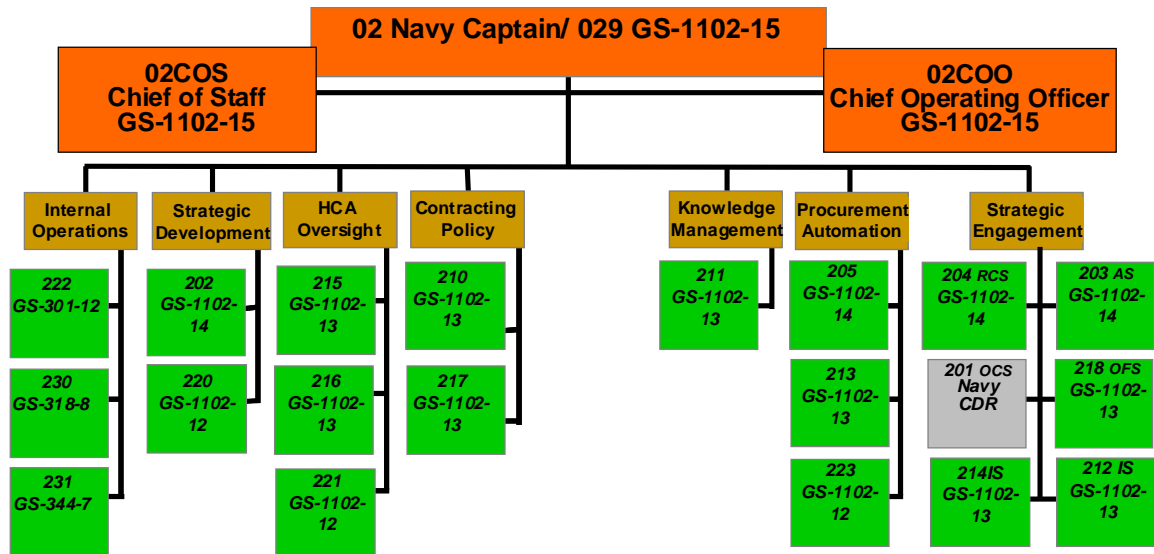 02 Navy Captain/ 029 GS-1102-15
02COS
Chief of Staff
GS-1102-15
02COO
Chief Operating Officer
GS-1102-15
Internal
Operations
Strategic
Development
HCA
Oversight
Contracting
Policy
Knowledge
Management
Procurement
Automation
Strategic
Engagement
222
GS-301-12
230
GS-318-8
231
GS-344-7
202
GS-1102-
14
220
GS-1102-
12
215
GS-1102-
13
216
GS-1102-
13
221
GS-1102-
12
210
GS-1102-
13
217
GS-1102-
13
211
GS-1102-
13
205
GS-1102-
14
213
GS-1102-
13
223
GS-1102-
12
204 RCS
GS-1102-
14
203 AS
GS-1102-
14
201 OCS
Navy
CDR
218 OFS
GS-1102-
13
214IS
GS-1102-
13
212 IS
GS-1102-
13